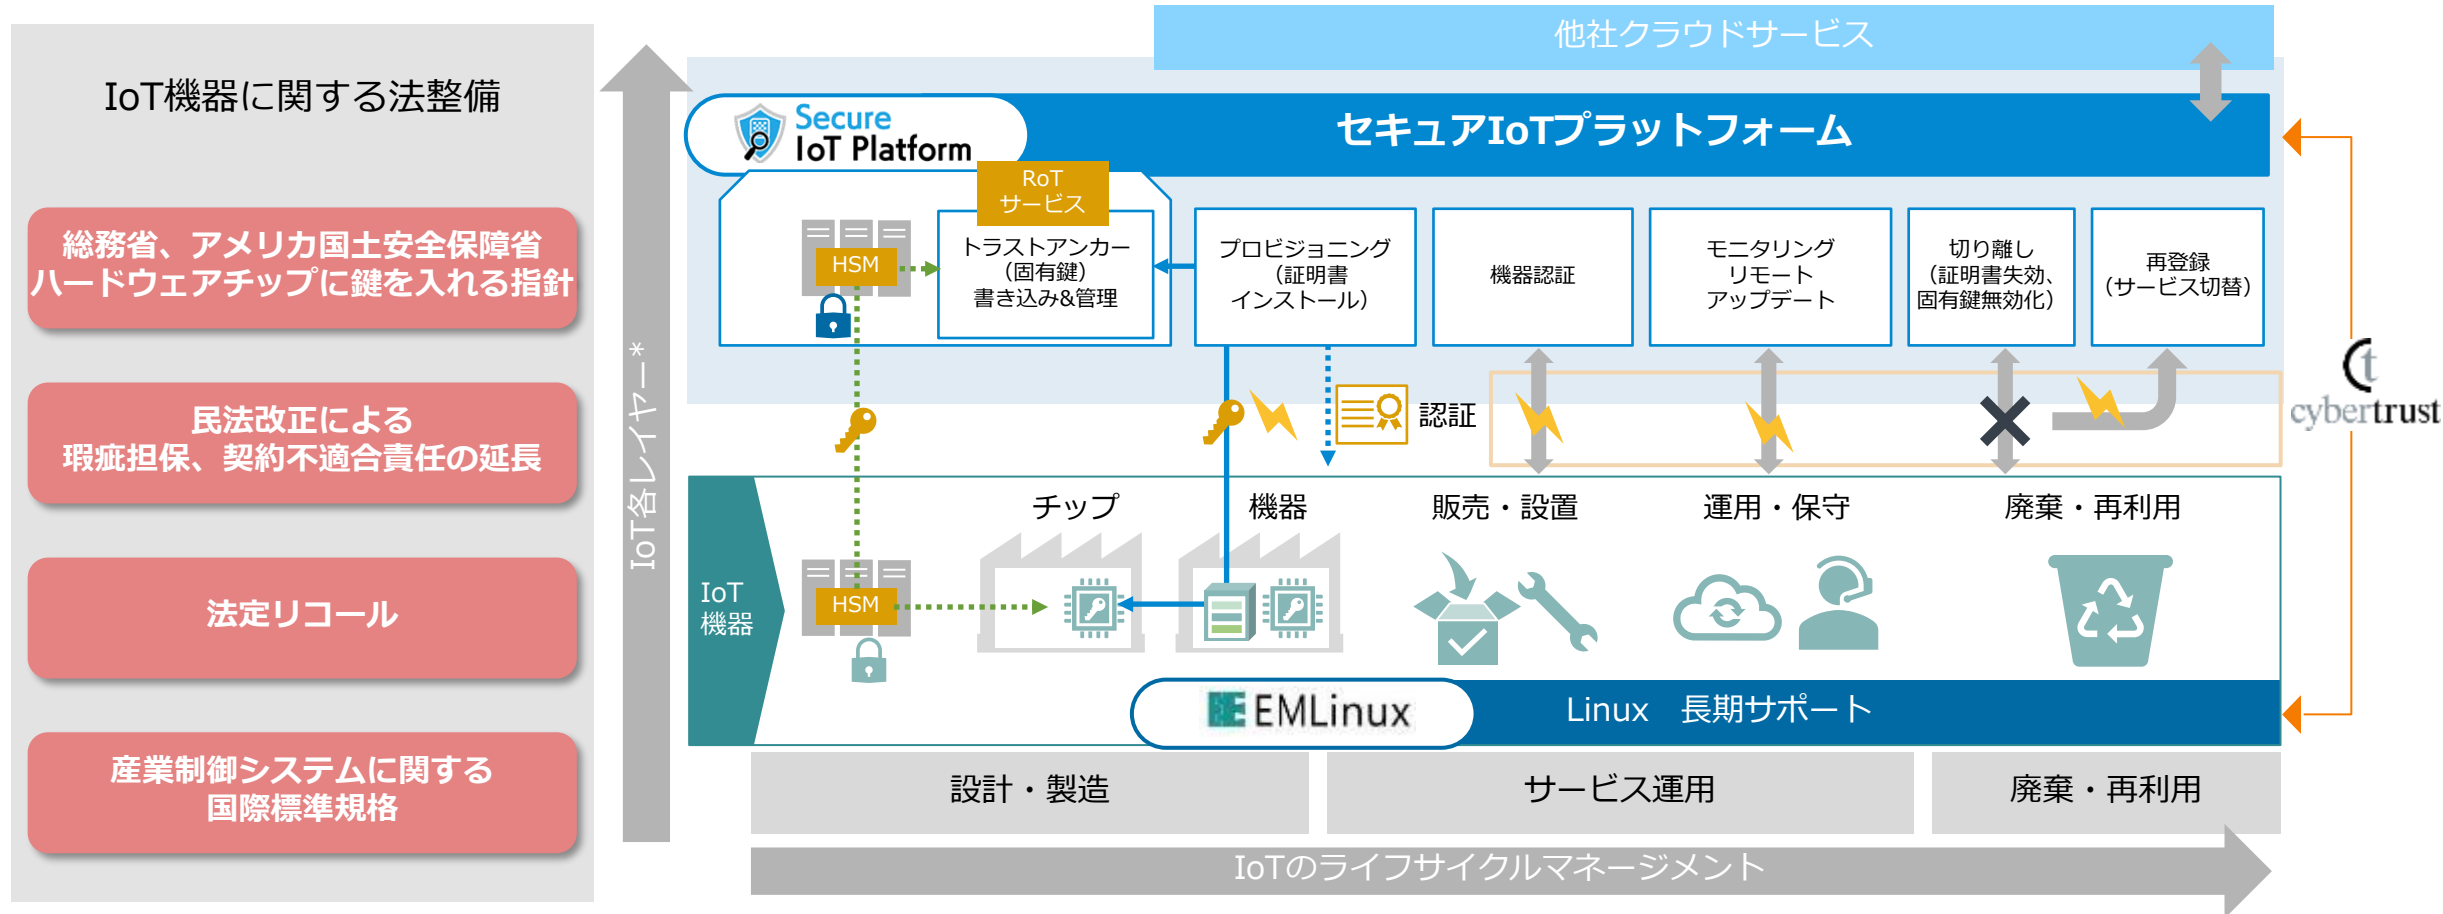 IoT機器に関する法整備
総務省、アメリカ国土安全保障省
ハードウェアチップに鍵を入れる指針
民法改正による
瑕疵担保、契約不適合責任の延長
法定リコール
産業制御システムに関する
国際標準規格
IoT各レイヤー*
他社クラウドサービス
Secure
IoT Platform
セキュアIoTプラットフォーム
RoT
サービス
HSM
トラストアンカー
（固有鍵）
書き込み&管理
プロビジョニング
（証明書
インストール）
機器認証
モニタリング
リモート
アップデート
切り離し
（証明書失効、
固有鍵無効化）
再登録
（サービス切替）
認証
cybertrust
IoT
機器
HSM
チップ
機器
販売・設置
運用・保守
廃棄・再利用
EMLinux
Linux　長期サポート
設計・製造
サービス運用
廃棄・再利用
IoTのライフサイクルマネージメント